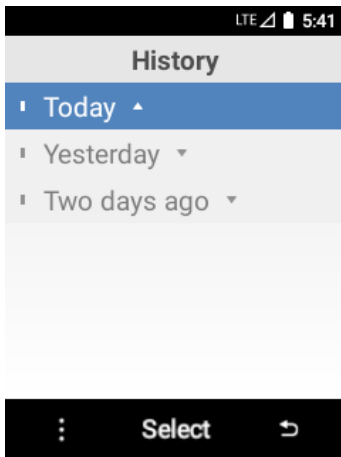 LTE 5:41
History
Today
Yesterday
Two days ago
Select